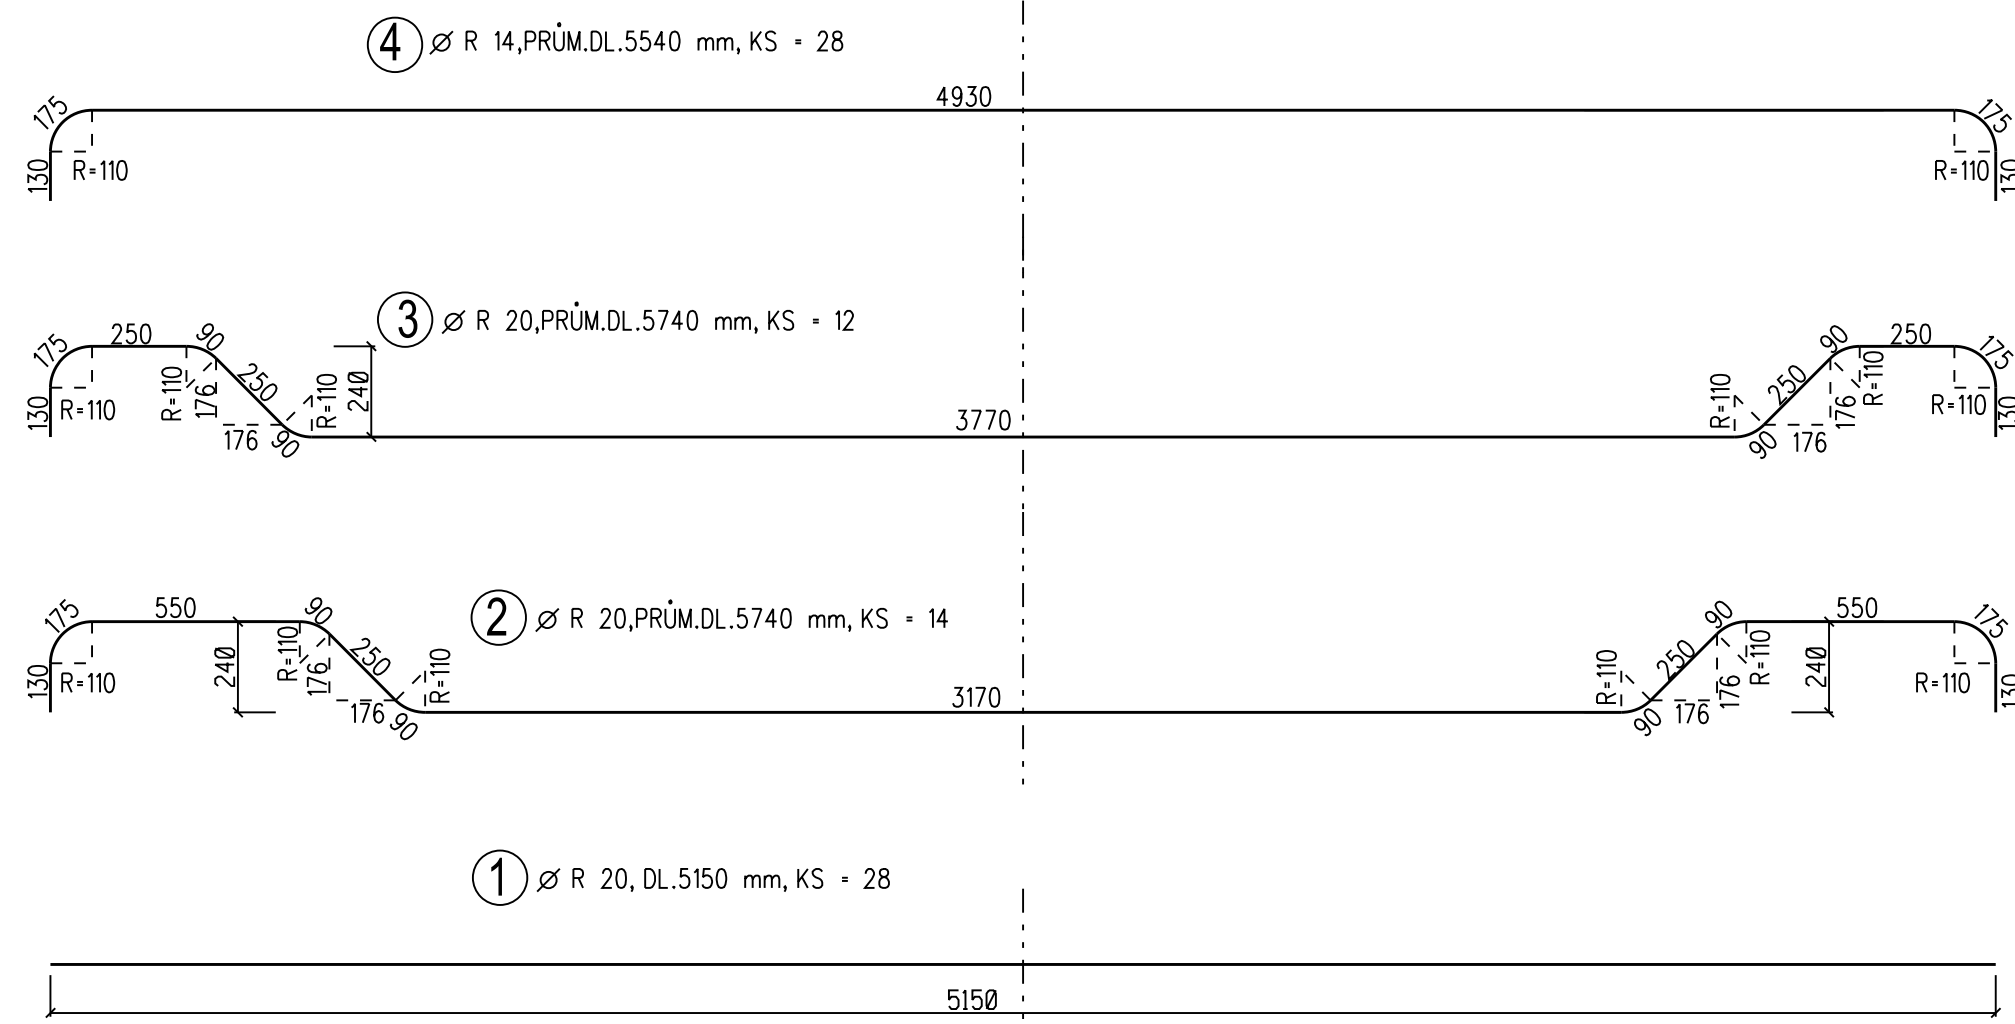 4 ⌀ R 14,PRŮM.DL.5540 mm, KS = 28
4930
175 175
130 R=110 R=110 130
3 ⌀ R 20,PRŮM.DL.5740 mm, KS = 12
175 250 90 90 250 175
250 R=110 240 R=110 250 R=110
130 R=110 R=110 176 3770 176 R=110 130
176 90 90 176
2 ⌀ R 20,PRŮM.DL.5740 mm, KS = 14
175 550 90 90 550 175
240 R=110 250 R=110 R=110 250 R=110 240
130 R=110 176 3170 176 R=110 130
176 90 90 176
1 ⌀ R 20, DL.5150 mm, KS = 28
5150